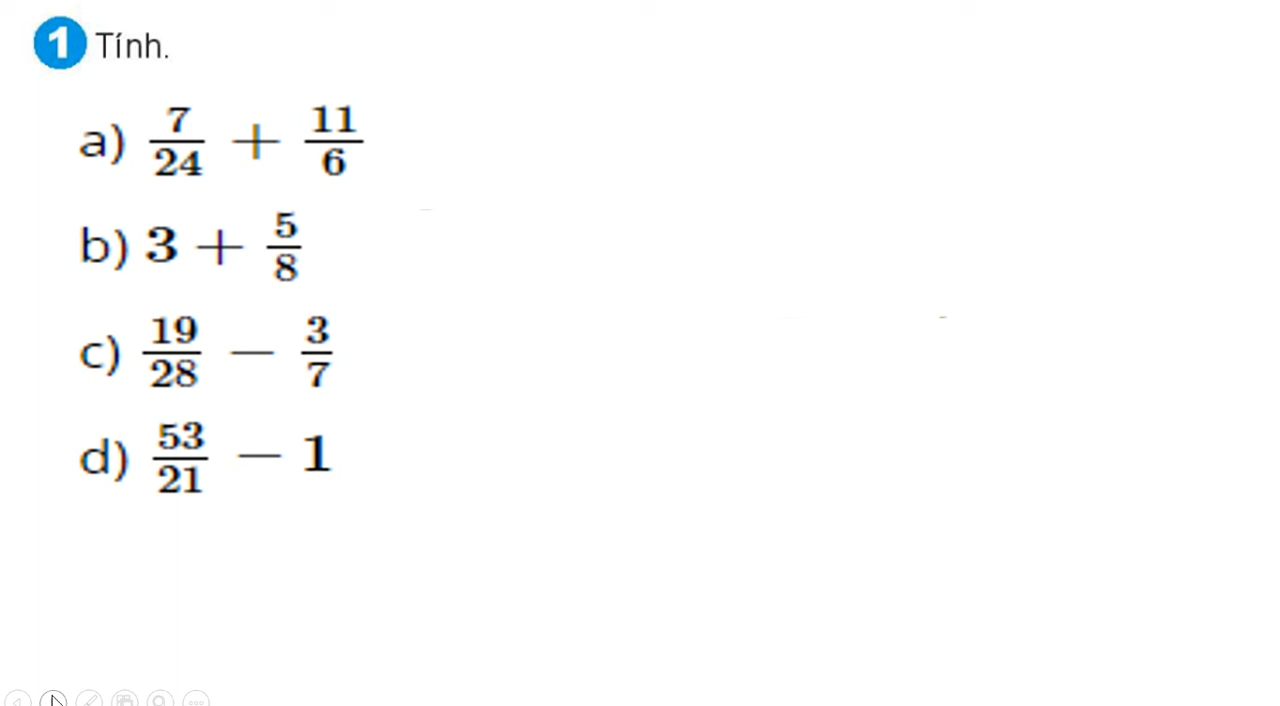 1 Tính.
a) 7/24 + 11/6
b) 3 + 5/8
c) 19/28 − 3/7
d) 53/21 − 1